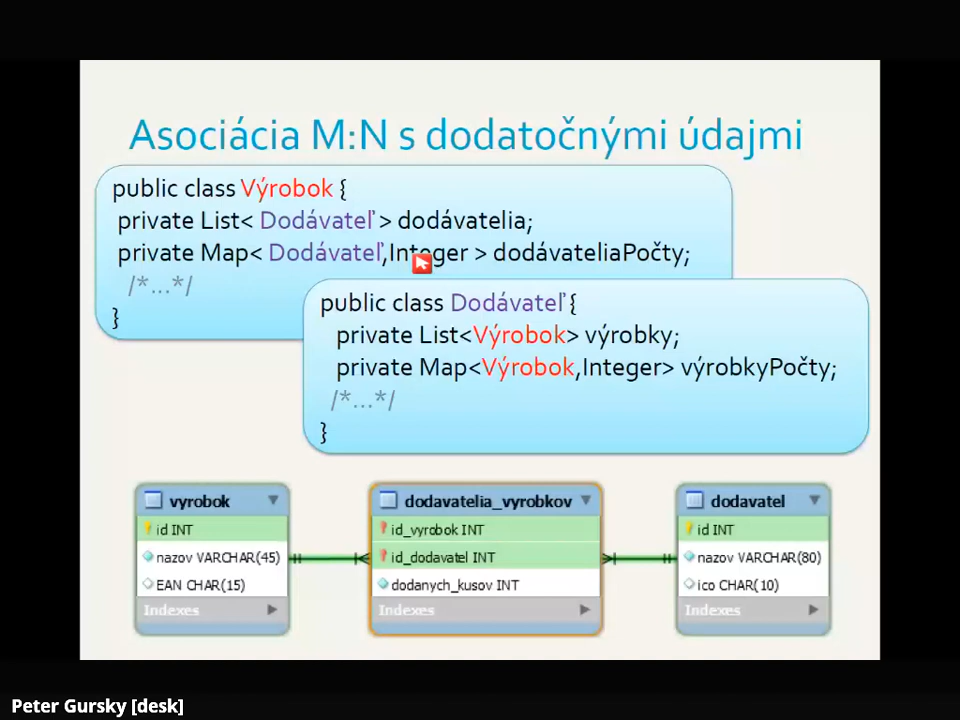 Asociácia M:N s dodatočnými údajmi
public class Výrobok {
private List< Dodávateľ > dodávatelia;
private Map< Dodávateľ,Integer > dodávateliaPočty;
/*...*/
}
public class Dodávateľ {
private List<Výrobok> výrobky;
private Map<Výrobok,Integer> výrobkyPočty;
/*...*/
}
vyrobok
id INT
nazov VARCHAR(45)
EAN CHAR(15)
Indexes
dodavatelia_vyrobkov
id_vyrobok INT
id_dodavatel INT
dodanych_kusov INT
Indexes
dodavatel
id INT
nazov VARCHAR(80)
ico CHAR(10)
Indexes
Peter Gursky [desk]